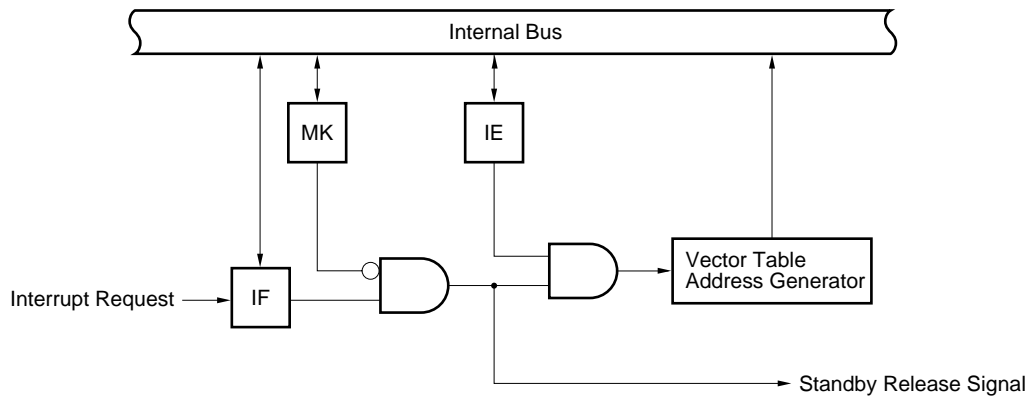 Internal Bus
MK
IE
Interrupt Request
IF
Vector Table
Address Generator
Standby Release Signal